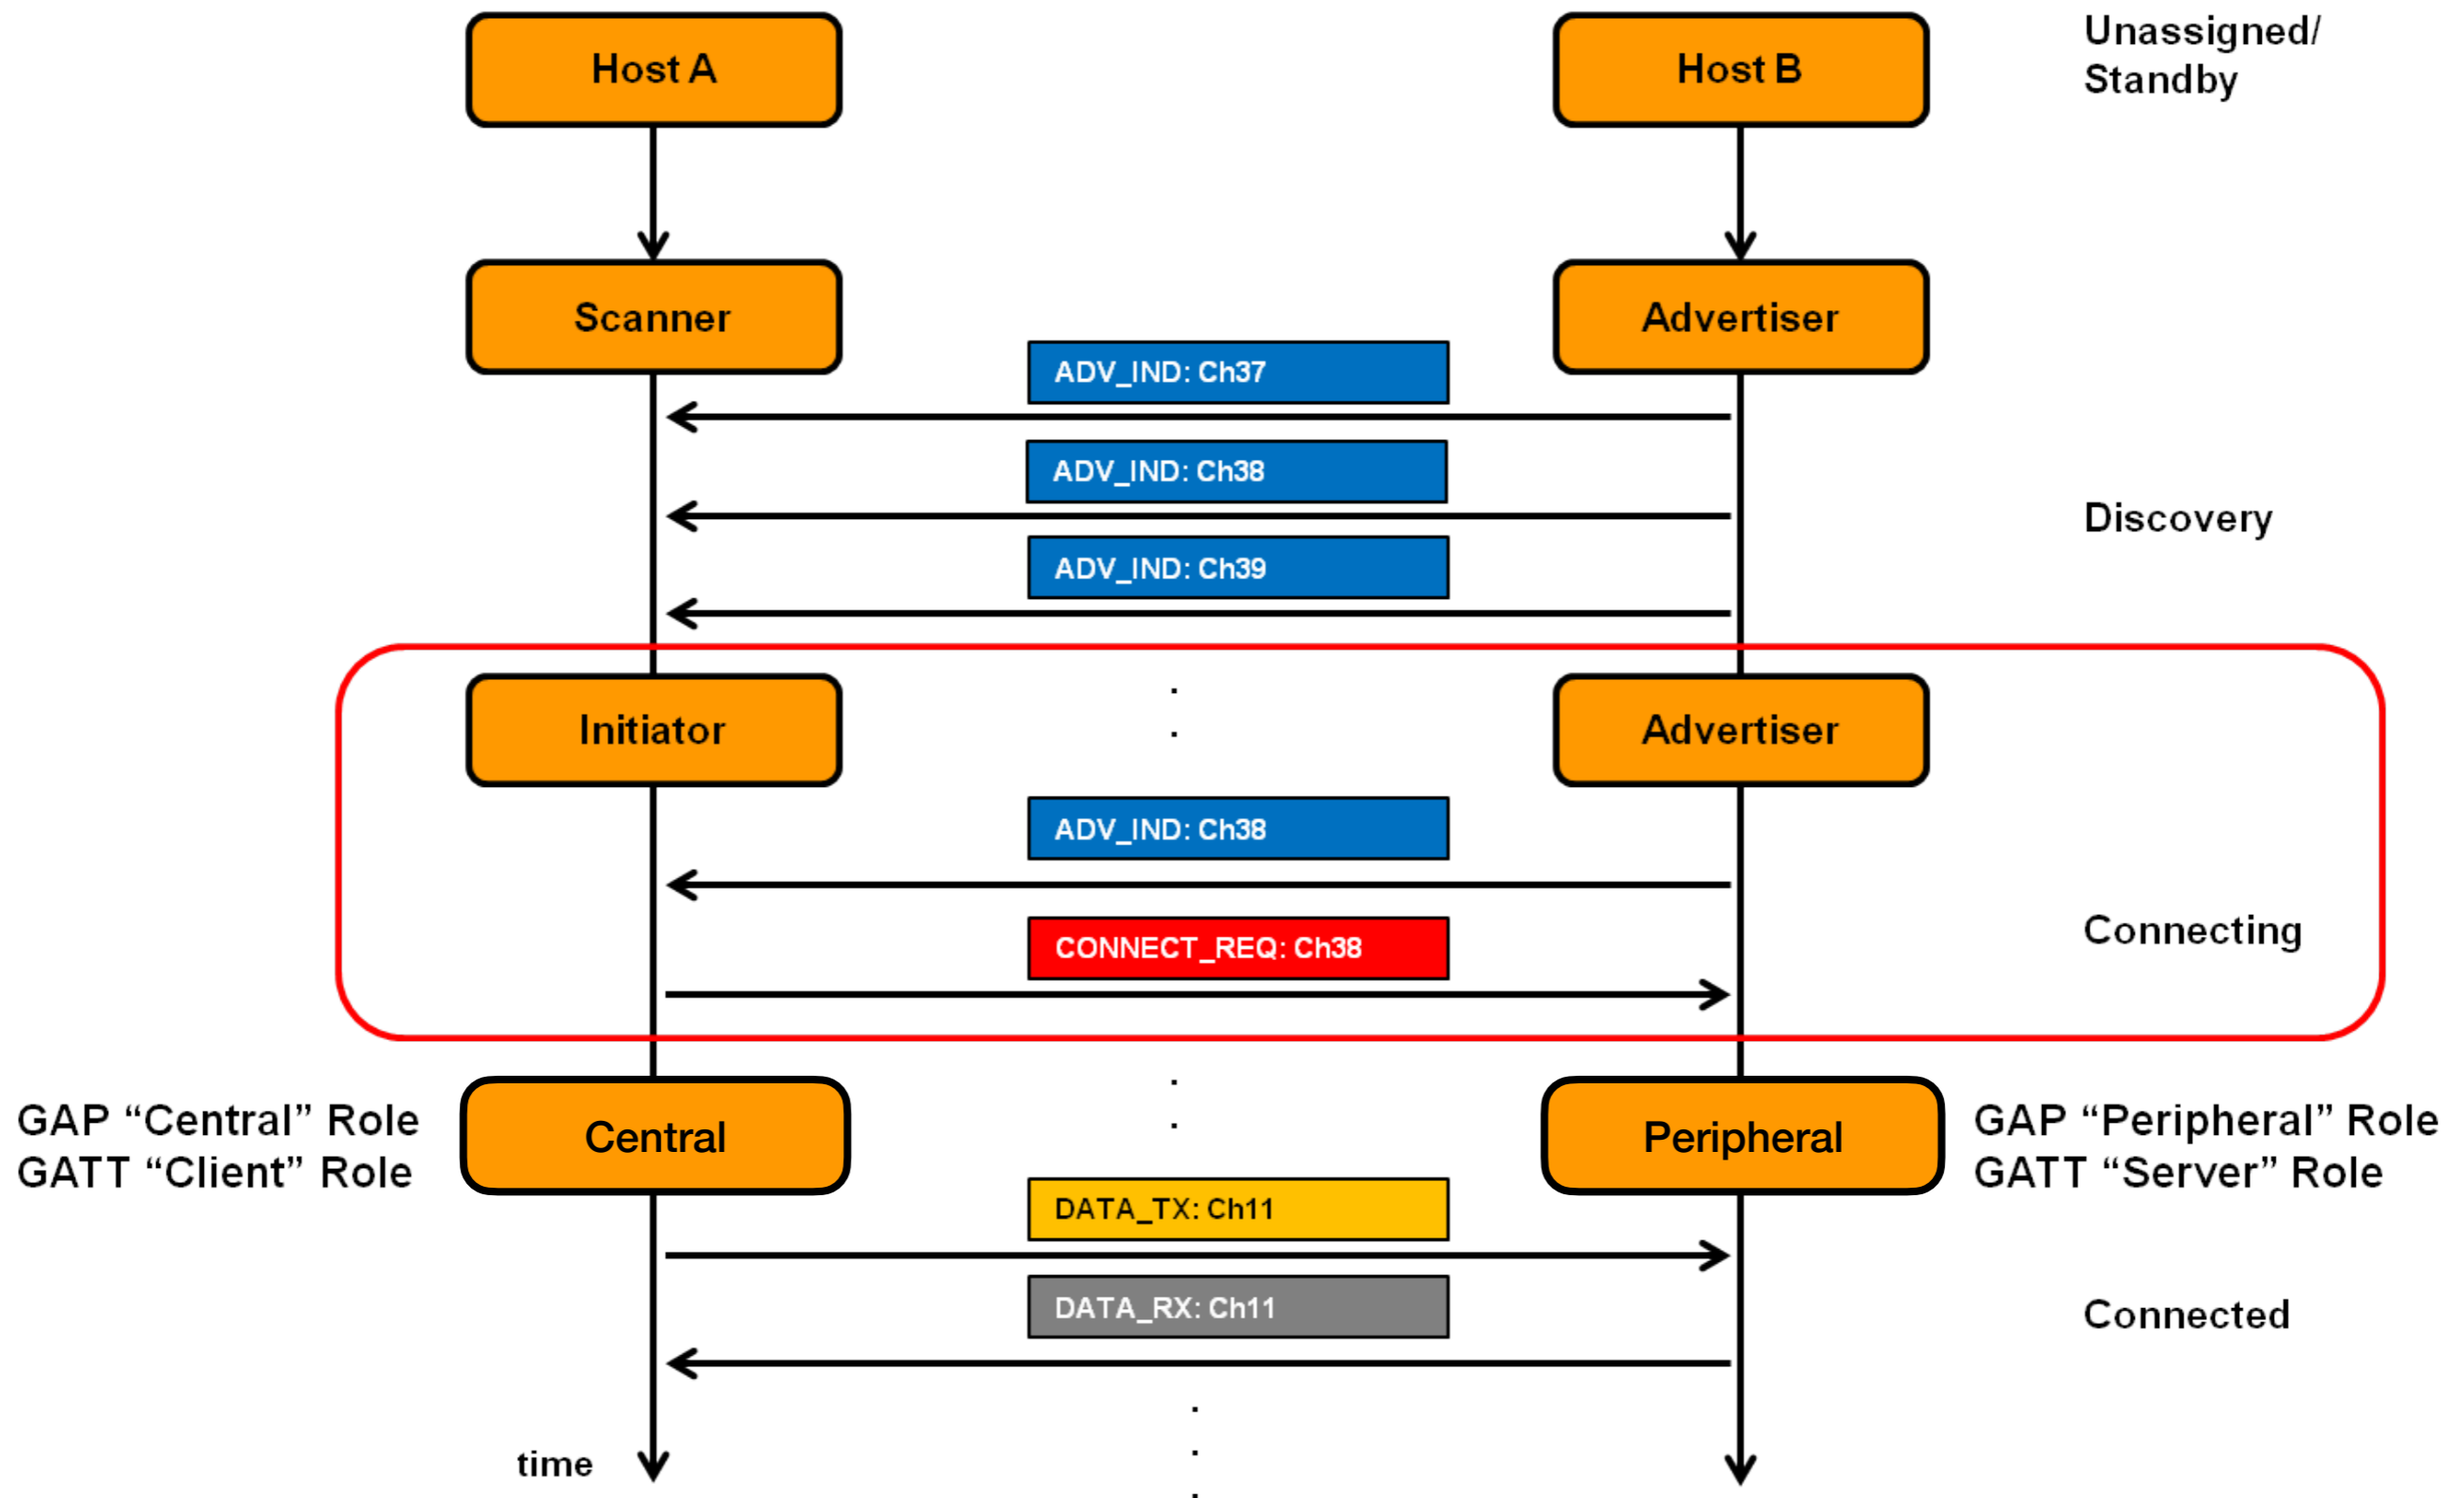 Host A
Host B
Unassigned/
Standby
Scanner
Advertiser
ADV_IND: Ch37
ADV_IND: Ch38
Discovery
ADV_IND: Ch39
Initiator
Advertiser
ADV_IND: Ch38
Connecting
CONNECT_REQ: Ch38
GAP “Central” Role
GATT “Client” Role
Central
Peripheral
GAP “Peripheral” Role
GATT “Server” Role
DATA_TX: Ch11
DATA_RX: Ch11
Connected
time